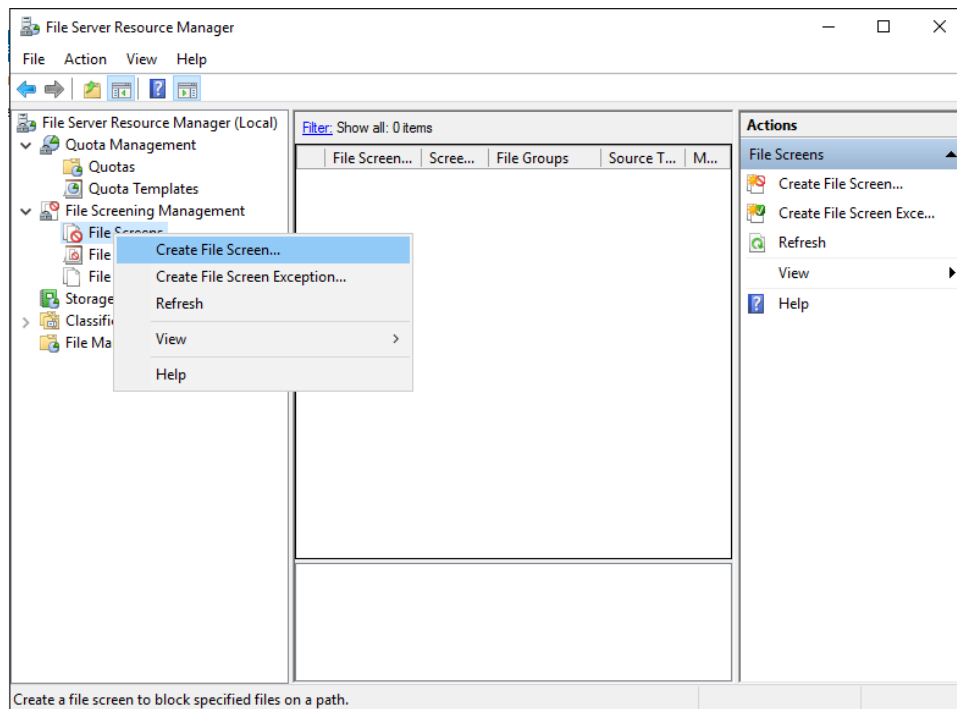 File Server Resource Manager
File Action View Help
File Server Resource Manager (Local)
Quota Management
Quotas
Quota Templates
File Screening Management
File Screens
File
File
Storage
Classifi
File Ma
Create File Screen...
Create File Screen Exception...
Refresh
View
Help
Filter: Show all: 0 items
File Screen... Scree... File Groups Source T... M...
Actions
File Screens
Create File Screen...
Create File Screen Exce...
Refresh
View
Help
Create a file screen to block specified files on a path.